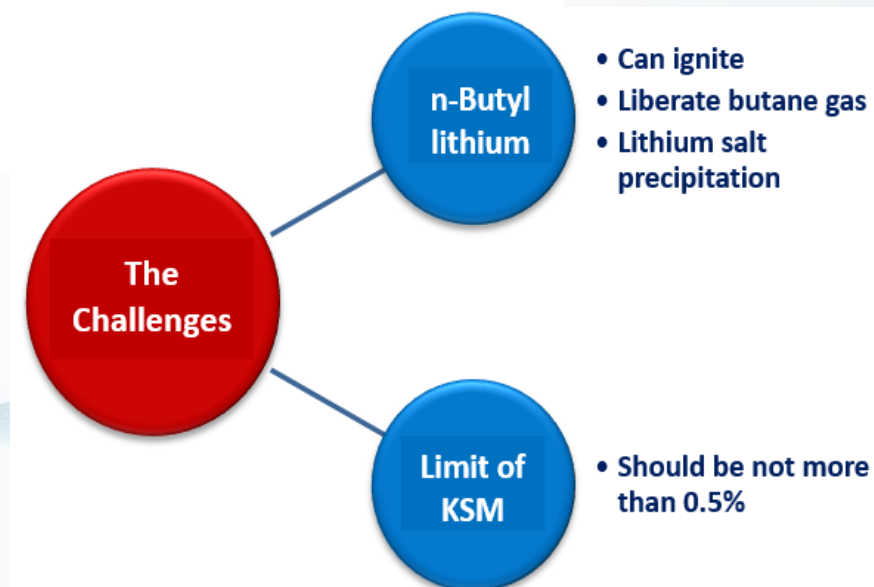 n-Butyl
lithium
• Can ignite
• Liberate butane gas
• Lithium salt
precipitation
The
Challenges
Limit of
KSM
• Should be not more
than 0.5%